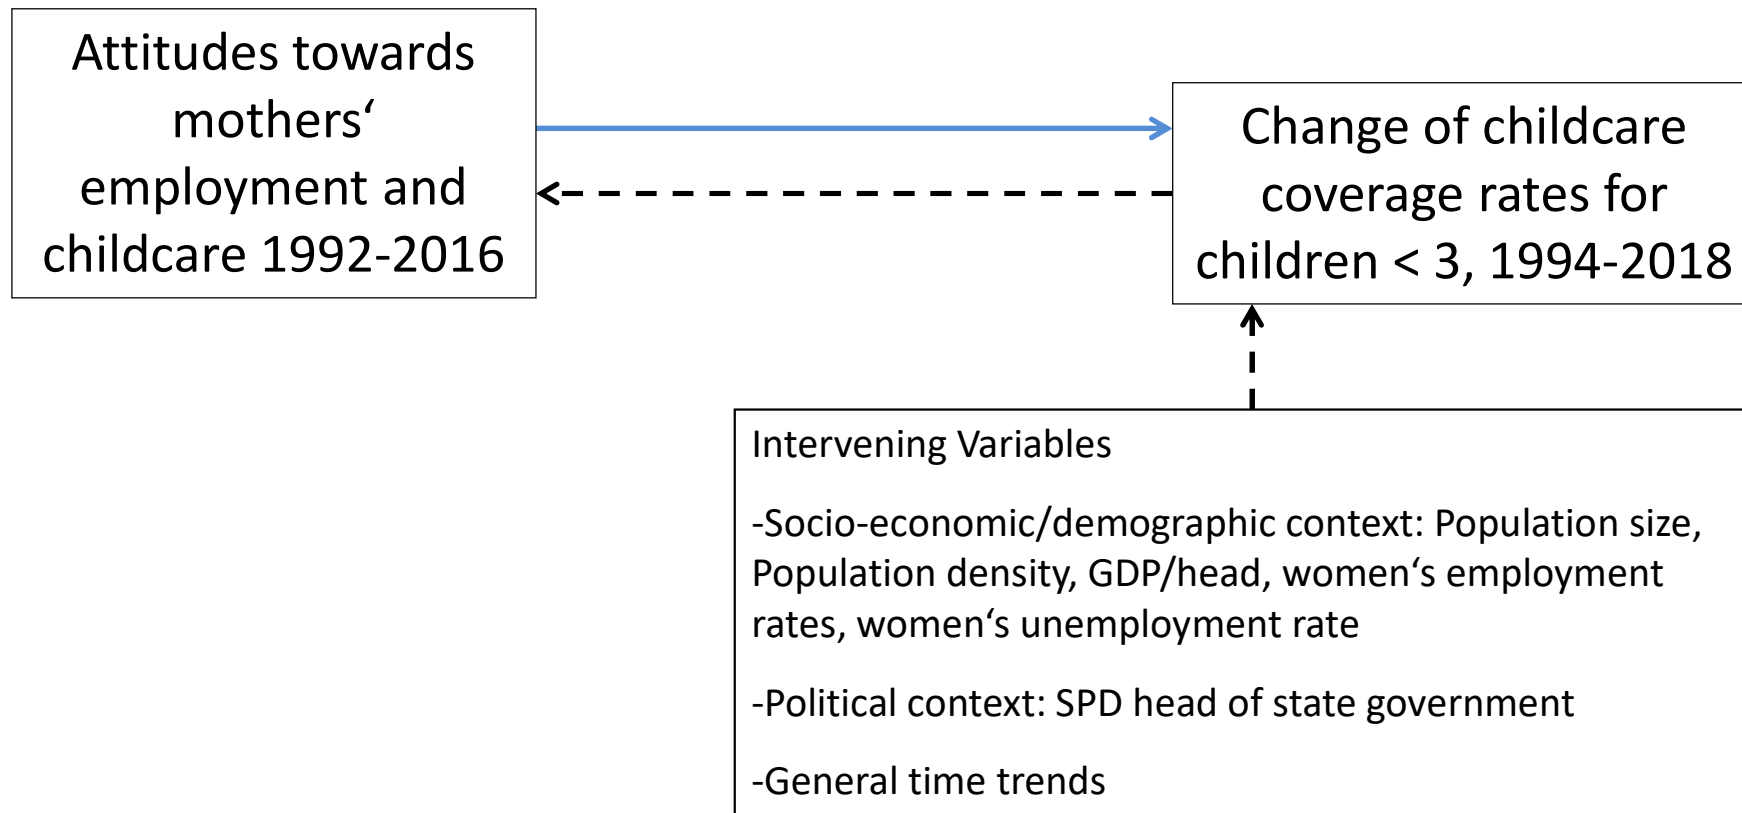 Attitudes towards
mothers‘
employment and
childcare 1992-2016
Change of childcare
coverage rates for
children < 3, 1994-2018
Intervening Variables
-Socio-economic/demographic context: Population size,
Population density, GDP/head, women‘s employment
rates, women‘s unemployment rate
-Political context: SPD head of state government
-General time trends